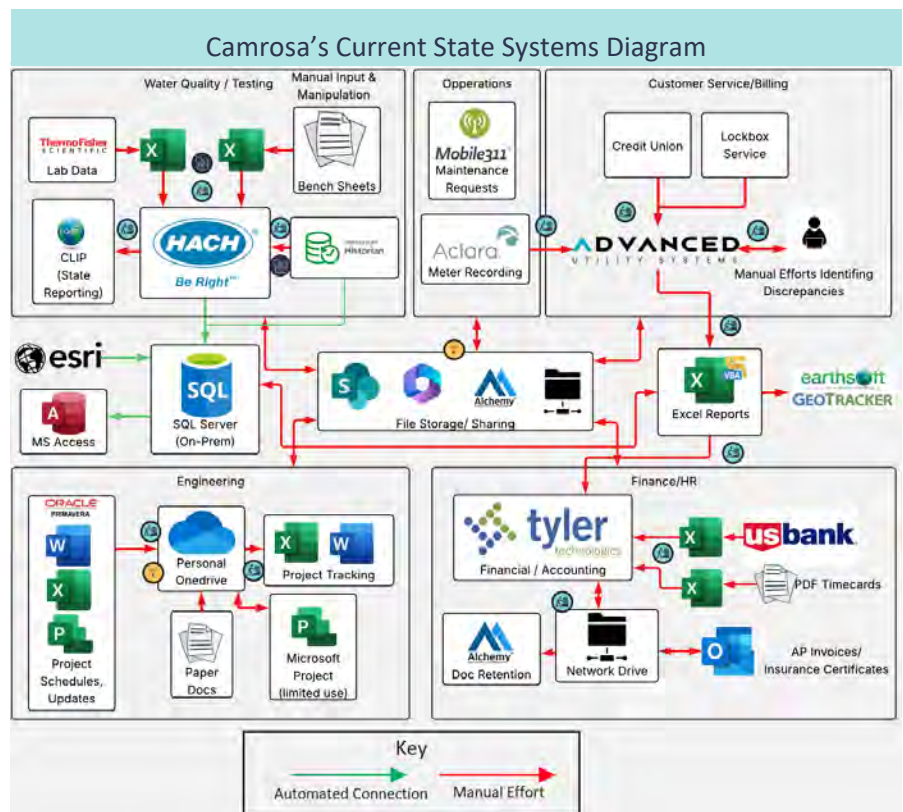 Camrosa's Current State Systems Diagram
Water Quality / Testing
Manual Input &
Manipulation
ThermoFisher
SCIENTIFIC
Lab Data
X
X
Bench Sheets
CLIP
(State
Reporting)
HACH
®
Be Right™
Historian
Opperations
Mobile311
Maintenance
Requests
Aclara
Meter Recording
Customer Service/Billing
Credit Union
Lockbox
Service
ADVANCED
UTILITY SYSTEMS
Manual Efforts Identifing
Discrepancies
esri
A
MS Access
SQL
SQL Server
(On-Prem)
S
Alchemy
File Storage/ Sharing
X
VBA
Excel Reports
earthsoft
GEOTRACKER
Engineering
ORACLE
PRIMAVERA
W
X
P
Project
Schedules,
Updates
Personal
Onedrive
X
W
Project Tracking
Paper
Docs
P
Microsoft
Project
(limited use)
Finance/HR
tyler
technologies
Financial / Accounting
X
usbank
X
PDF Timecards
Alchemy
Doc Retention
Network Drive
O
AP Invoices/
Insurance Certificates
Key
Automated Connection
Manual Effort